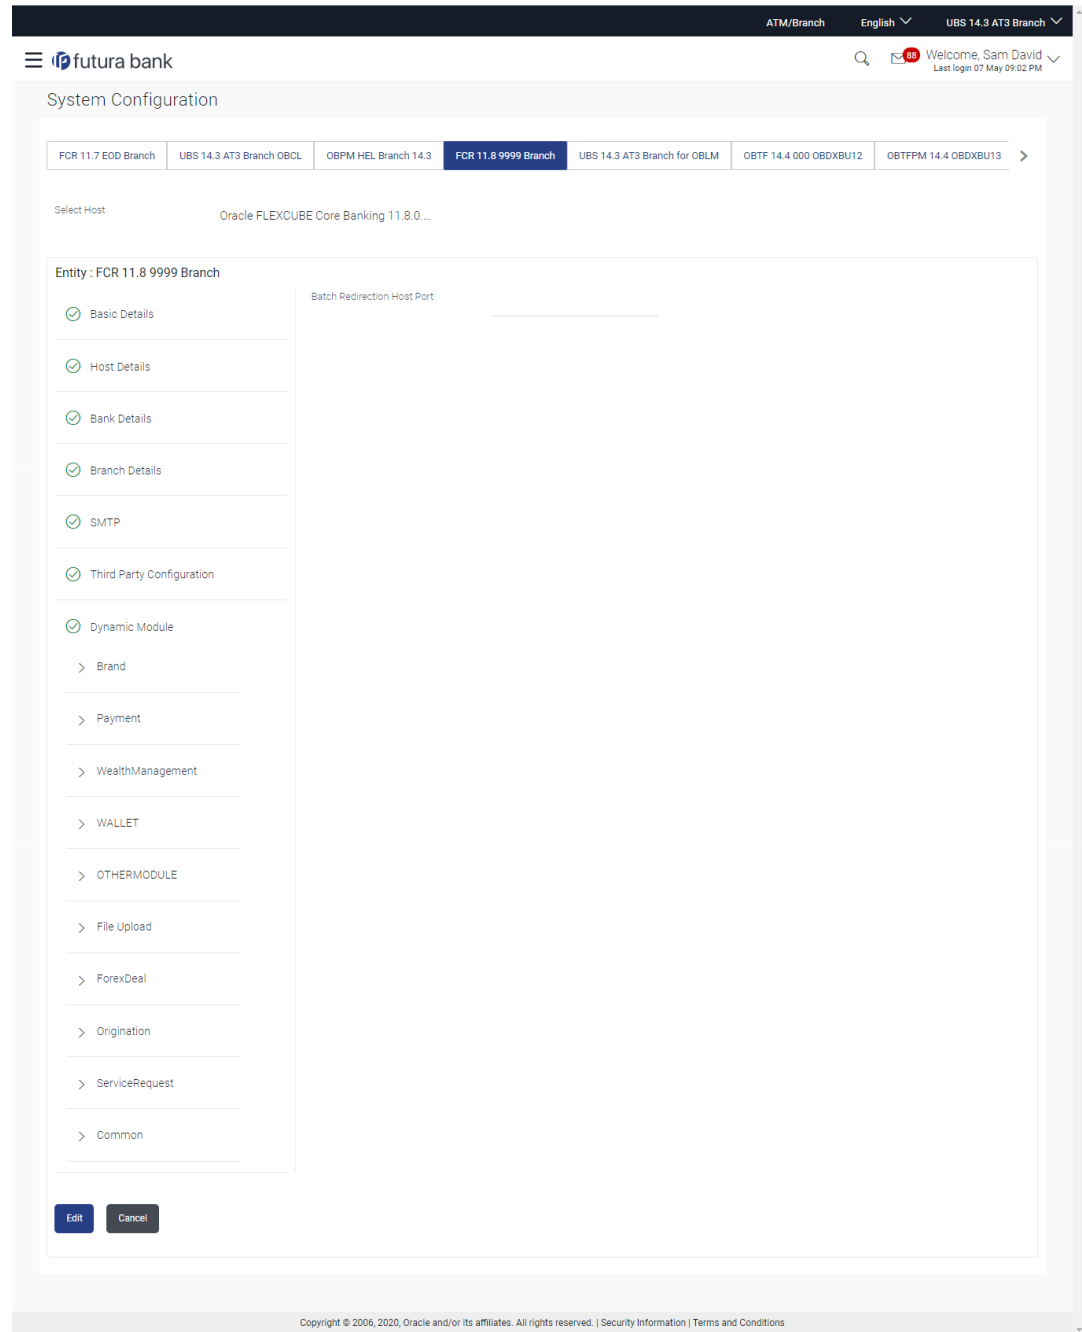 ATM/Branch English UBS 14.3 AT3 Branch
futura bank 88 Welcome, Sam David
Last login 07 May 09:02 PM
System Configuration
FCR 11.7 EOD Branch UBS 14.3 AT3 Branch OBCL OBPM HEL Branch 14.3 FCR 11.8 9999 Branch UBS 14.3 AT3 Branch for OBLM OBTF 14.4 000 OBDXBU12 OBTFPM 14.4 OBDXBU13
Select Host Oracle FLEXCUBE Core Banking 11.8.0....
Entity : FCR 11.8 9999 Branch
Batch Redirection Host Port
Basic Details
Host Details
Bank Details
Branch Details
SMTP
Third Party Configuration
Dynamic Module
Brand
Payment
WealthManagement
WALLET
OTHERMODULE
File Upload
ForexDeal
Origination
ServiceRequest
Common
Edit Cancel
Copyright © 2006, 2020, Oracle and/or its affiliates. All rights reserved. | Security Information | Terms and Conditions